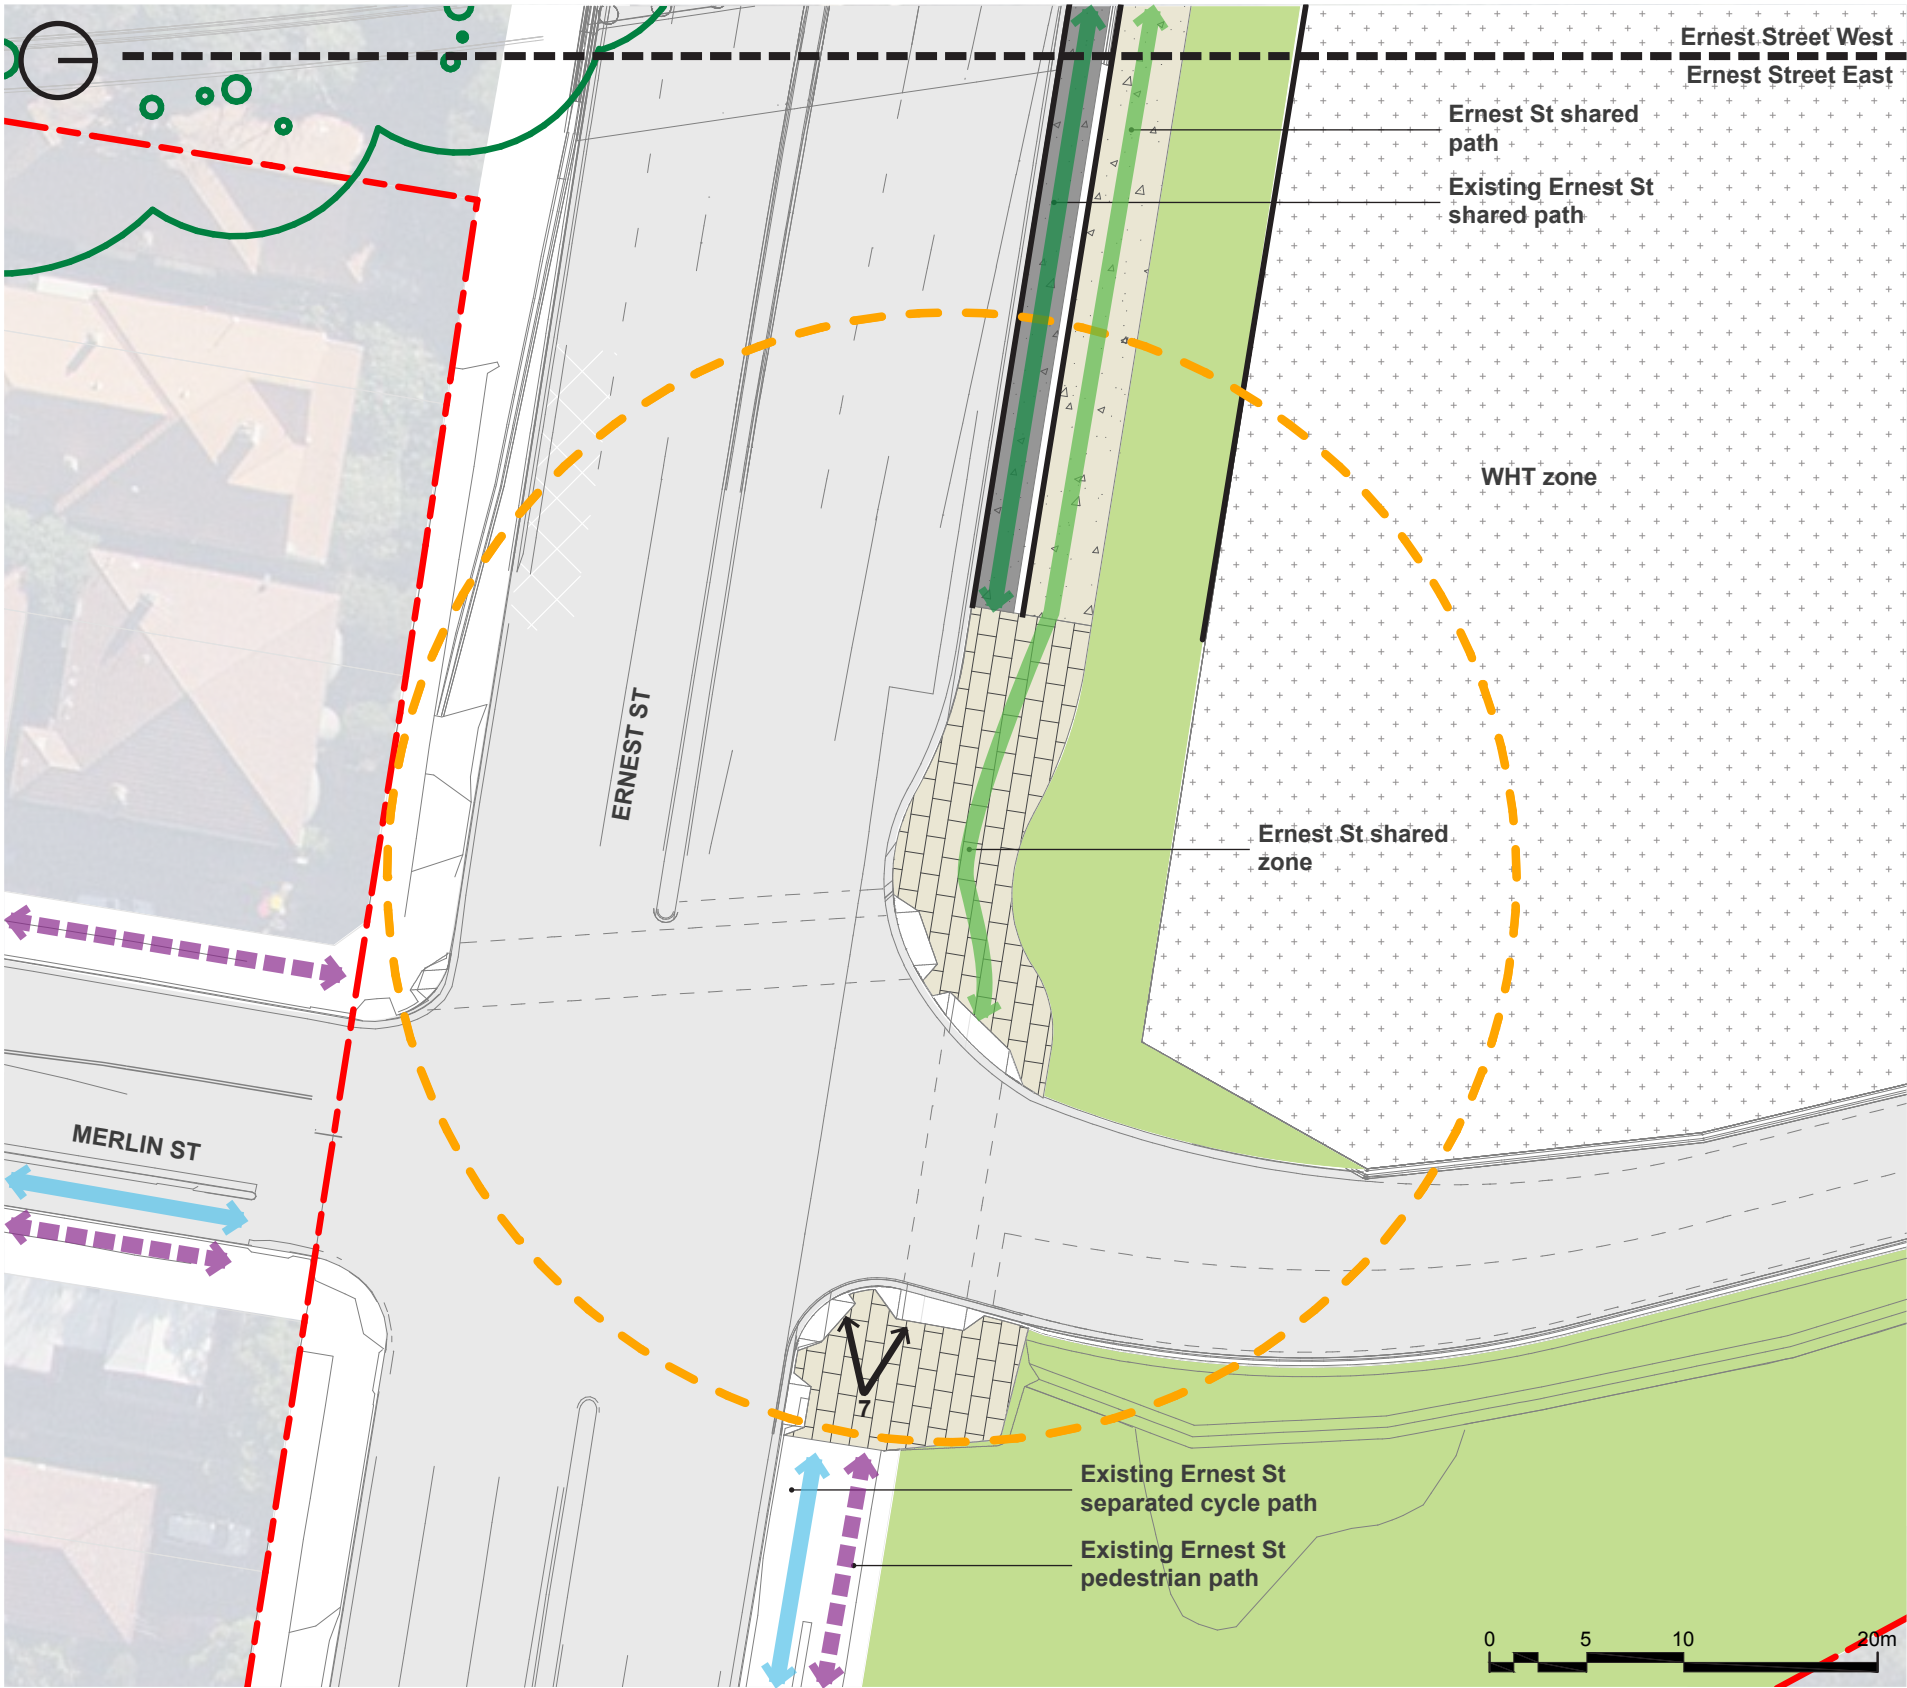 Ernest Street West
Ernest Street East
Ernest St shared
path
Existing Ernest St
shared path
WHT zone
ERNEST ST
Ernest St shared
zone
MERLIN ST
7
Existing Ernest St
separated cycle path
Existing Ernest St
pedestrian path
0 5 10 20m